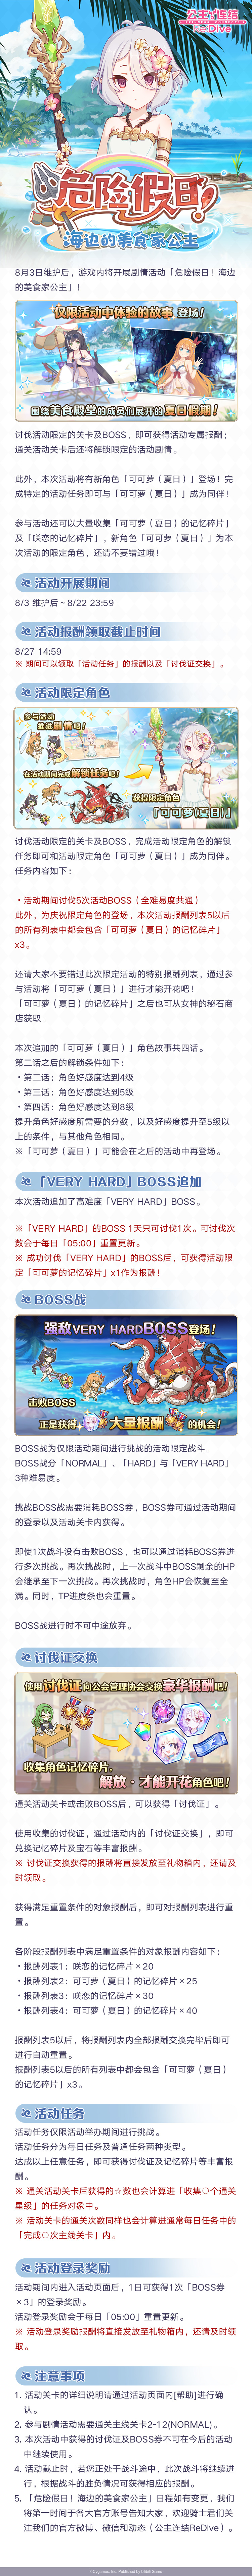 公主连结
PRINCESS CONNECT!
Re:Dive
危险假日!
海边的美食家公主
8月3日维护后，游戏内将开展剧情活动「危险假日！海边
的美食家公主」！
仅限活动中体验的故事 登场!
围绕美食殿堂的成员们展开的夏日假期!
讨伐活动限定的关卡及BOSS，即可获得活动专属报酬；
通关活动关卡后还将解锁限定的活动剧情。
此外，本次活动将有新角色「可可萝（夏日）」登场！完
成特定的活动任务即可与「可可萝（夏日）」成为同伴！
参与活动还可以大量收集「可可萝（夏日）的记忆碎片」
及「咲恋的记忆碎片」，新角色「可可萝（夏日）」为本
次活动的限定角色，还请不要错过哦！
活动开展期间
8/3 维护后～8/22 23:59
活动报酬领取截止时间
8/27 14:59
※ 期间可以领取「活动任务」的报酬以及「讨伐证交换」。
活动限定角色
参与活动
推进剧情吧!
在活动期间完成解锁任务吧!
获得限定角色
「可可萝(夏日)」
讨伐活动限定的关卡及BOSS，完成活动限定角色的解锁
任务即可和活动限定角色「可可萝（夏日）」成为同伴。
任务内容如下：
・活动期间讨伐5次活动BOSS（全难易度共通）
此外，为庆祝限定角色的登场，本次活动报酬列表5以后
的所有列表中都会包含「可可萝（夏日）的记忆碎片」
x3。
还请大家不要错过此次限定活动的特别报酬列表，通过参
与活动将「可可萝（夏日）」进行才能开花吧！
「可可萝（夏日）的记忆碎片」之后也可从女神的秘石商
店获取。
本次追加的「可可萝（夏日）」角色故事共四话。
第二话之后的解锁条件如下：
・第二话：角色好感度达到4级
・第三话：角色好感度达到5级
・第四话：角色好感度达到8级
提升角色好感度所需要的分数，以及好感度提升至5级以
上的条件，与其他角色相同。
※「可可萝（夏日）」可能会在之后的活动中再登场。
「VERY HARD」BOSS追加
本次活动追加了高难度「VERY HARD」BOSS。
※「VERY HARD」的BOSS 1天只可讨伐1次。可讨伐次
数会于每日「05:00」重置更新。
※ 成功讨伐「VERY HARD」的BOSS后，可获得活动限
定「可可萝的记忆碎片」x1作为报酬！
BOSS战
强敌VERY HARDBOSS登场!
击败BOSS
正是获得大量报酬的机会!
BOSS战为仅限活动期间进行挑战的活动限定战斗。
BOSS战分「NORMAL」、「HARD」与「VERY HARD」
3种难易度。
挑战BOSS战需要消耗BOSS券，BOSS券可通过活动期间
的登录以及活动关卡内获得。
即使1次战斗没有击败BOSS，也可以通过消耗BOSS券进
行多次挑战。再次挑战时，上一次战斗中BOSS剩余的HP
会继承至下一次挑战。再次挑战时，角色HP会恢复至全
满。同时，TP进度条也会重置。
BOSS战进行时不可中途放弃。
讨伐证交换
使用讨伐证向公会管理协会交换豪华报酬吧!
收集角色记忆碎片，
解放·才能开花角色吧!
通关活动关卡或击败BOSS后，可以获得「讨伐证」。
使用收集的讨伐证，通过活动内的「讨伐证交换」，即可
兑换记忆碎片及宝石等丰富报酬。
※ 讨伐证交换获得的报酬将直接发放至礼物箱内，还请及
时领取。
获得满足重置条件的对象报酬后，即可对报酬列表进行重
置。
各阶段报酬列表中满足重置条件的对象报酬内容如下：
・报酬列表1：咲恋的记忆碎片×20
・报酬列表2：可可萝（夏日）的记忆碎片×25
・报酬列表3：咲恋的记忆碎片×30
・报酬列表4：可可萝（夏日）的记忆碎片×40
报酬列表5以后，将报酬列表内全部报酬交换完毕后即可
进行自动重置。
报酬列表5以后的所有列表中都会包含「可可萝（夏日）
的记忆碎片」x3。
活动任务
活动任务仅限活动举办期间进行挑战。
活动任务分为每日任务及普通任务两种类型。
达成以上任意任务，即可获得讨伐证及记忆碎片等丰富报
酬。
※ 通关活动关卡后获得的☆数也会计算进「收集○个通关
星级」的任务对象中。
※ 活动关卡的通关次数同样也会计算进通常每日任务中的
「完成○次主线关卡」内。
活动登录奖励
活动期间内进入活动页面后，1日可获得1次「BOSS券
×3」的登录奖励。
活动登录奖励会于每日「05:00」重置更新。
※ 活动登录奖励报酬将直接发放至礼物箱内，还请及时领
取。
注意事项
1. 活动关卡的详细说明请通过活动页面内[帮助]进行确
认。
2. 参与剧情活动需要通关主线关卡2-12(NORMAL)。
3. 本次活动中获得的讨伐证及BOSS券不可在今后的活动
中继续使用。
4. 活动截止时，若您正处于战斗途中，此次战斗将继续进
行，根据战斗的胜负情况可获得相应的报酬。
5. 「危险假日！海边的美食家公主」日程如有变更，我们
将第一时间于各大官方账号告知大家，欢迎骑士君们关
注我们的官方微博、微信和动态（公主连结ReDive）。
©Cygames, Inc. Published by bilibili Game